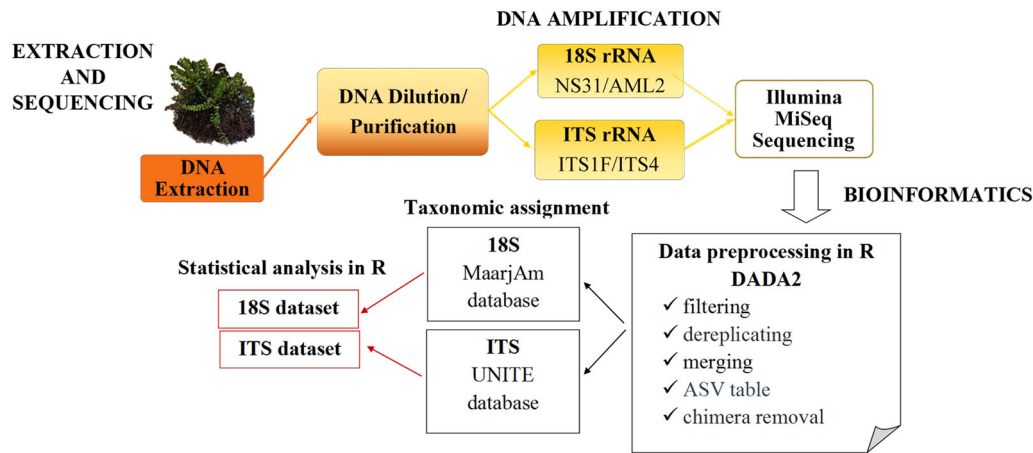 EXTRACTION
AND
SEQUENCING
DNA
Extraction
DNA Dilution/
Purification
DNA AMPLIFICATION
18S rRNA
NS31/AML2
ITS rRNA
ITS1F/ITS4
Illumina
MiSeq
Sequencing
BIOINFORMATICS
Data preprocessing in R
DADA2
✓ filtering
✓ dereplicating
✓ merging
✓ ASV table
✓ chimera removal
Taxonomic assignment
18S
MaarjAm
database
ITS
UNITE
database
Statistical analysis in R
18S dataset
ITS dataset